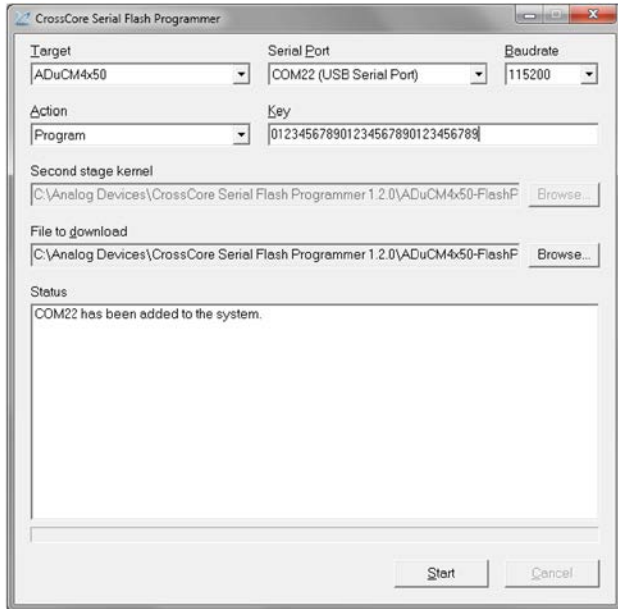 CrossCore Serial Flash Programmer
Target Serial Port Baudrate
ADuCM4x50 COM22 (USB Serial Port) 115200
Action Key
Program 012345678901234567890123456789
Second stage kernel
C:\Analog Devices\CrossCore Serial Flash Programmer 1.2.0\ADuCM4x50-FlashP Browse...
File to download
C:\Analog Devices\CrossCore Serial Flash Programmer 1.2.0\ADuCM4x50-FlashP Browse...
Status
COM22 has been added to the system.
Start Cancel